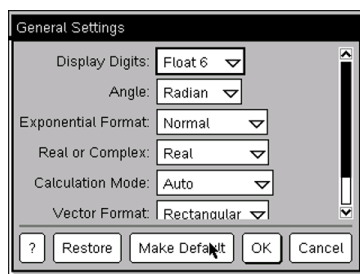 General Settings
Display Digits: Float 6
Angle: Radian
Exponential Format: Normal
Real or Complex: Real
Calculation Mode: Auto
Vector Format: Rectangular
? Restore Make Default OK Cancel